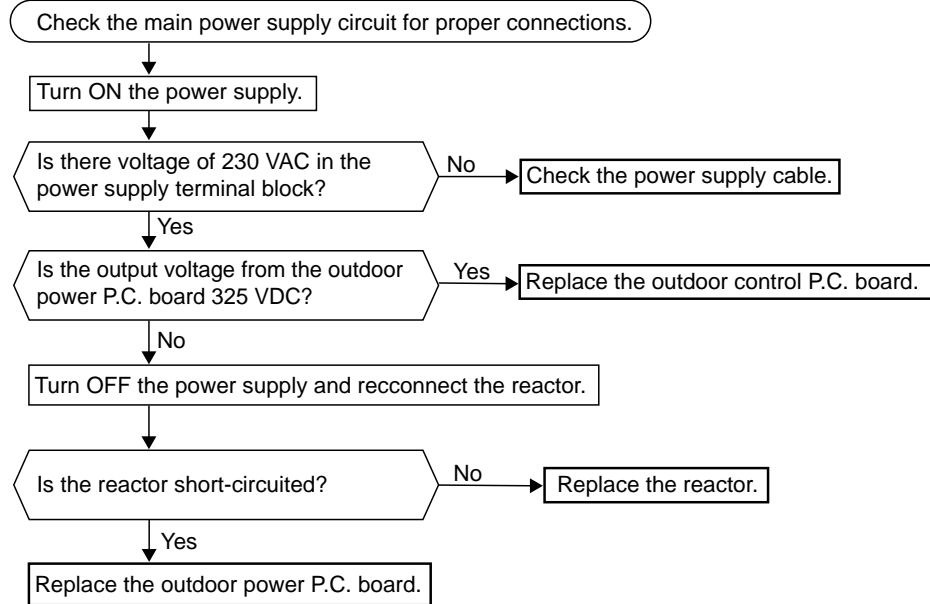 Check the main power supply circuit for proper connections.
Turn ON the power supply.
Is there voltage of 230 VAC in the
power supply terminal block?
No
Check the power supply cable.
Yes
Is the output voltage from the outdoor
power P.C. board 325 VDC?
Yes
Replace the outdoor control P.C. board.
No
Turn OFF the power supply and recconnect the reactor.
Is the reactor short-circuited?
No
Replace the reactor.
Yes
Replace the outdoor power P.C. board.